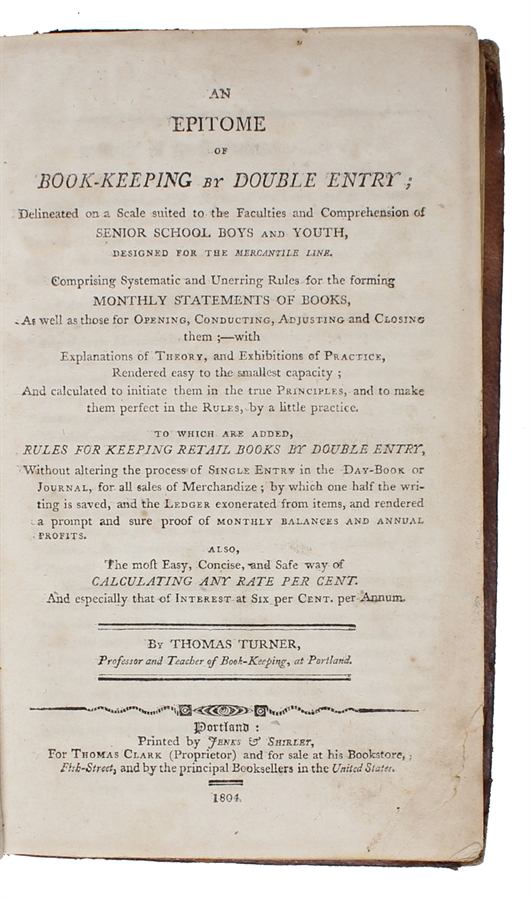 AN
EPITOME
OF
BOOK-KEEPING BY DOUBLE ENTRY;
Delineated on a Scale suited to the Faculties and Comprehension of
SENIOR SCHOOL BOYS AND YOUTH,
DESIGNED FOR THE MERCANTILE LINE.
Comprising Systematic and Unerring Rules for the forming
MONTHLY STATEMENTS OF BOOKS,
As well as those for OPENING, CONDUCTING, ADJUSTING and CLOSING
them ;—with
Explanations of THEORY, and Exhibitions of PRACTICE,
Rendered easy to the smallest capacity ;
And calculated to initiate them in the true PRINCIPLES, and to make
them perfect in the RULES, by a little practice.
TO WHICH ARE ADDED,
RULES FOR KEEPING RETAIL BOOKS BY DOUBLE ENTRY,
Without altering the process of SINGLE ENTRY in the DAY-BOOK or
JOURNAL, for all sales of Merchandize ; by which one half the wri-
ting is saved, and the LEDGER exonerated from items, and rendered
a prompt and sure proof of MONTHLY BALANCES AND ANNUAL
PROFITS.
ALSO,
The moſt Easy, Concise, and Safe way of
CALCULATING ANY RATE PER CENT.
And especially that of INTEREST at SIX per CENT. per Annum.
BY THOMAS TURNER,
Professor and Teacher of Book-Keeping, at Portland.
Portland :
Printed by JENKS & SHIRLEY,
For THOMAS CLARK (Proprietor) and for sale at his Bookstore,
Fish-Street, and by the principal Booksellers in the United States.
1804.